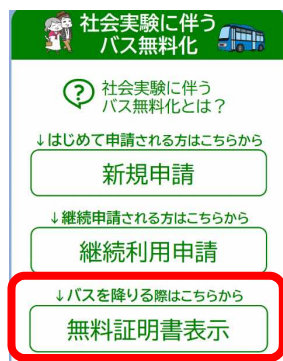 社会実験に伴う
バス無料化
? 社会実験に伴う
バス無料化とは？
↓はじめて申請される方はこちらから
新規申請
↓継続申請される方はこちらから
継続利用申請
↓バスを降りる際はこちらから
無料証明書表示